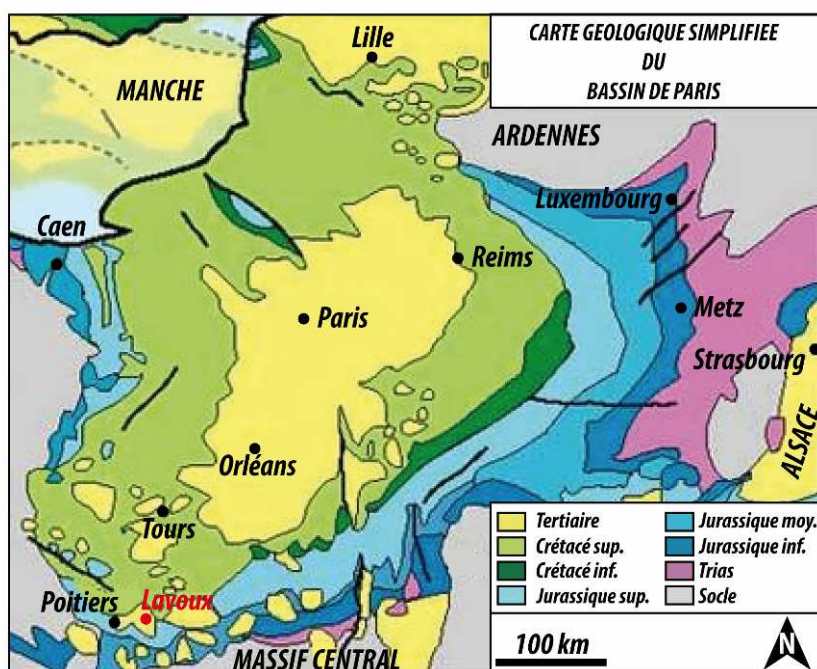 CARTE GEOLOGIQUE SIMPLIFIEE
DU
BASSIN DE PARIS
Lille
MANCHE
ARDENNES
Luxembourg
Caen
Reims
Paris
Metz
Strasbourg
ALSACE
Orléans
Tours
Poitiers
Lavoux
MASSIF CENTRAL
Tertiaire
Crétacé sup.
Crétacé inf.
Jurassique sup.
Jurassique moy.
Jurassique inf.
Trias
Socle
100 km
N